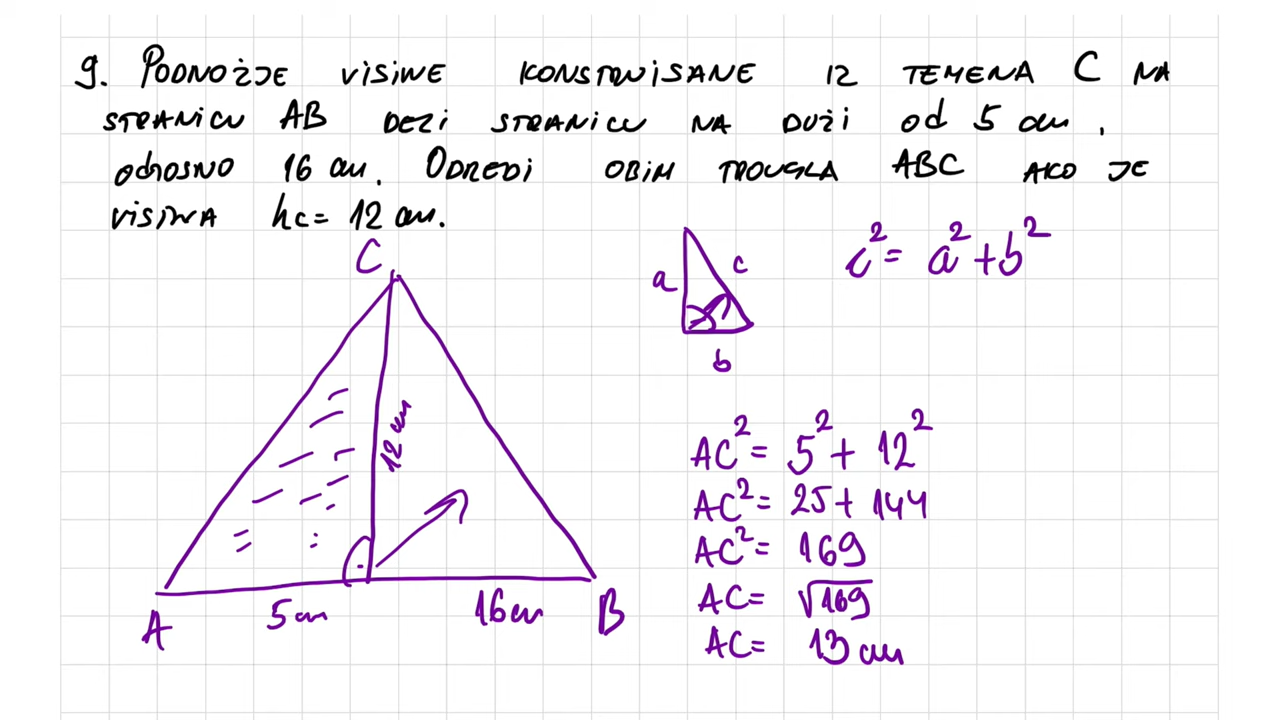 9. PODNOŽJE VISINE KONSTRUISANE IZ TEMENA C NA
STRANICU AB DELI STRANICU NA DUŽI od 5 cm,
odnosno 16 cm. ODREDI OBIM TROUGLA ABC AKO JE
VISINA hc= 12 cm.
C
c² = a² + b²
a
c
b
12 cm
AC² = 5² + 12²
AC² = 25 + 144
AC² = 169
AC = √169
AC = 13 cm
A
5 cm
16 cm
B